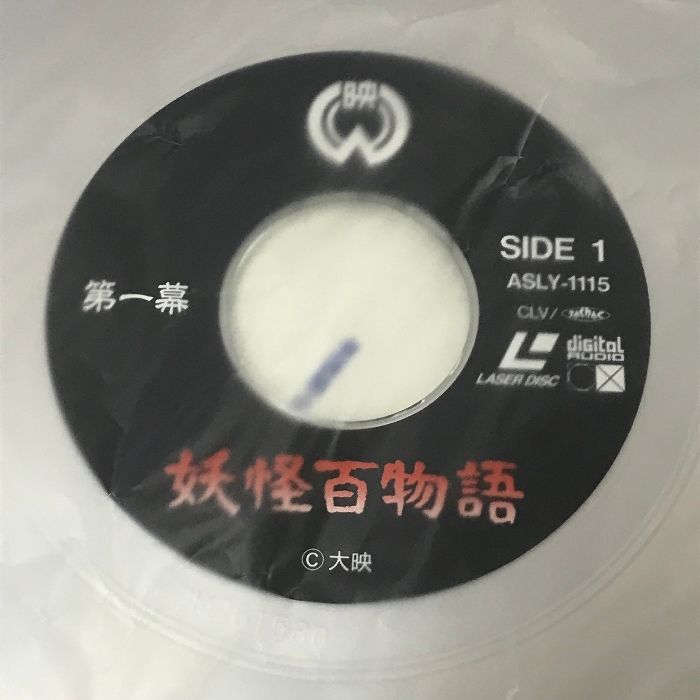 映
第一幕
SIDE 1
ASLY-1115
CLV/
LASER DISC
digital
AUDIO
妖怪百物語
Ⓒ大映